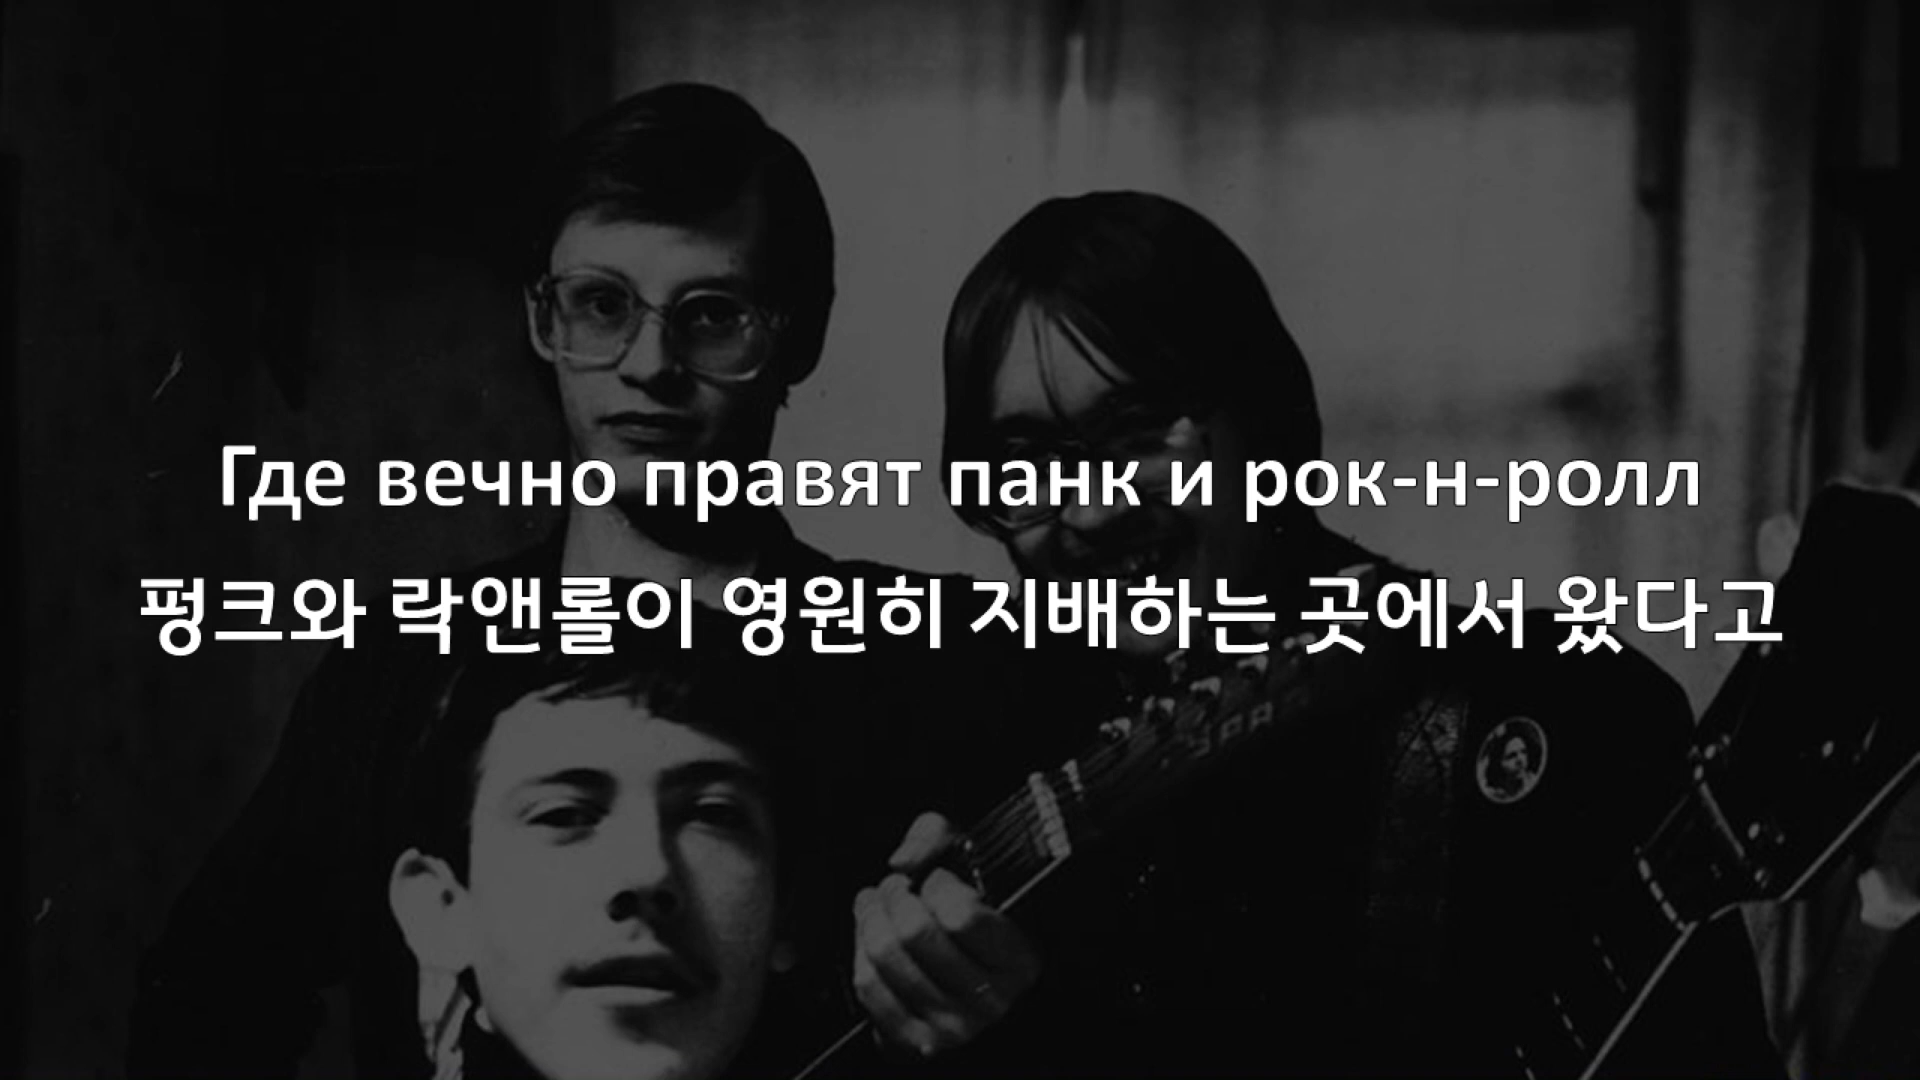 Где вечно правят панк и рок-н-ролл
펑크와 락앤롤이 영원히 지배하는 곳에서 왔다고